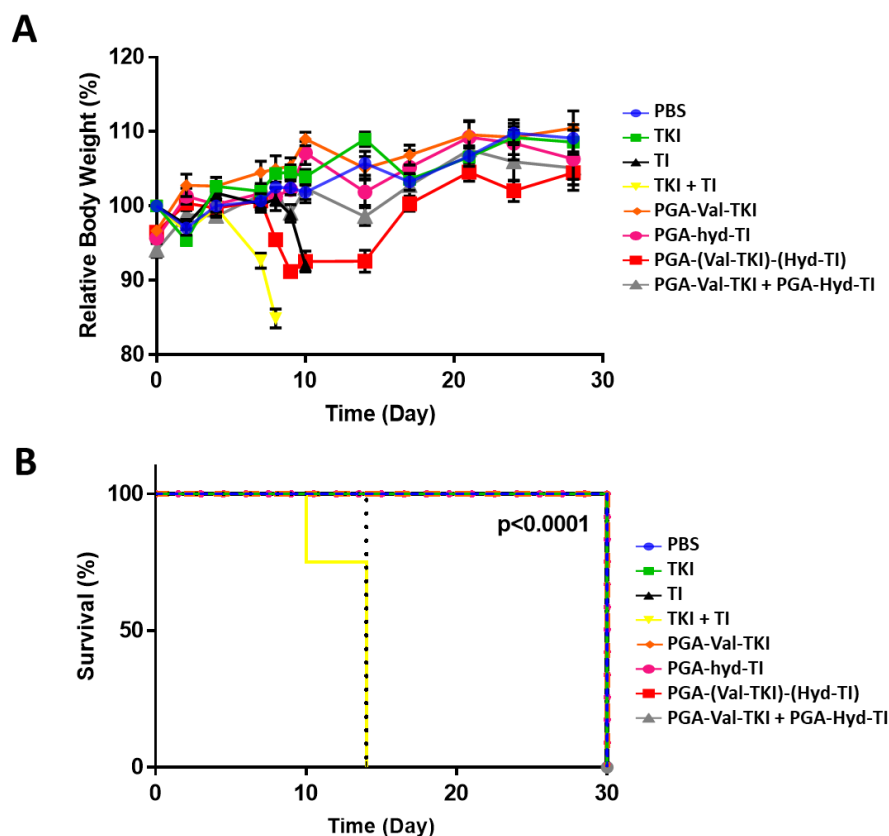 A
Relative Body Weight (%)
120
110
100
90
80
0
10
20
30
Time (Day)
PBS
TKI
TI
TKI + TI
PGA-Val-TKI
PGA-hyd-TI
PGA-(Val-TKI)-(Hyd-TI)
PGA-Val-TKI + PGA-Hyd-TI
B
Survival (%)
100
50
0
p<0.0001
0
10
20
30
Time (Day)
PBS
TKI
TI
TKI + TI
PGA-Val-TKI
PGA-hyd-TI
PGA-(Val-TKI)-(Hyd-TI)
PGA-Val-TKI + PGA-Hyd-TI